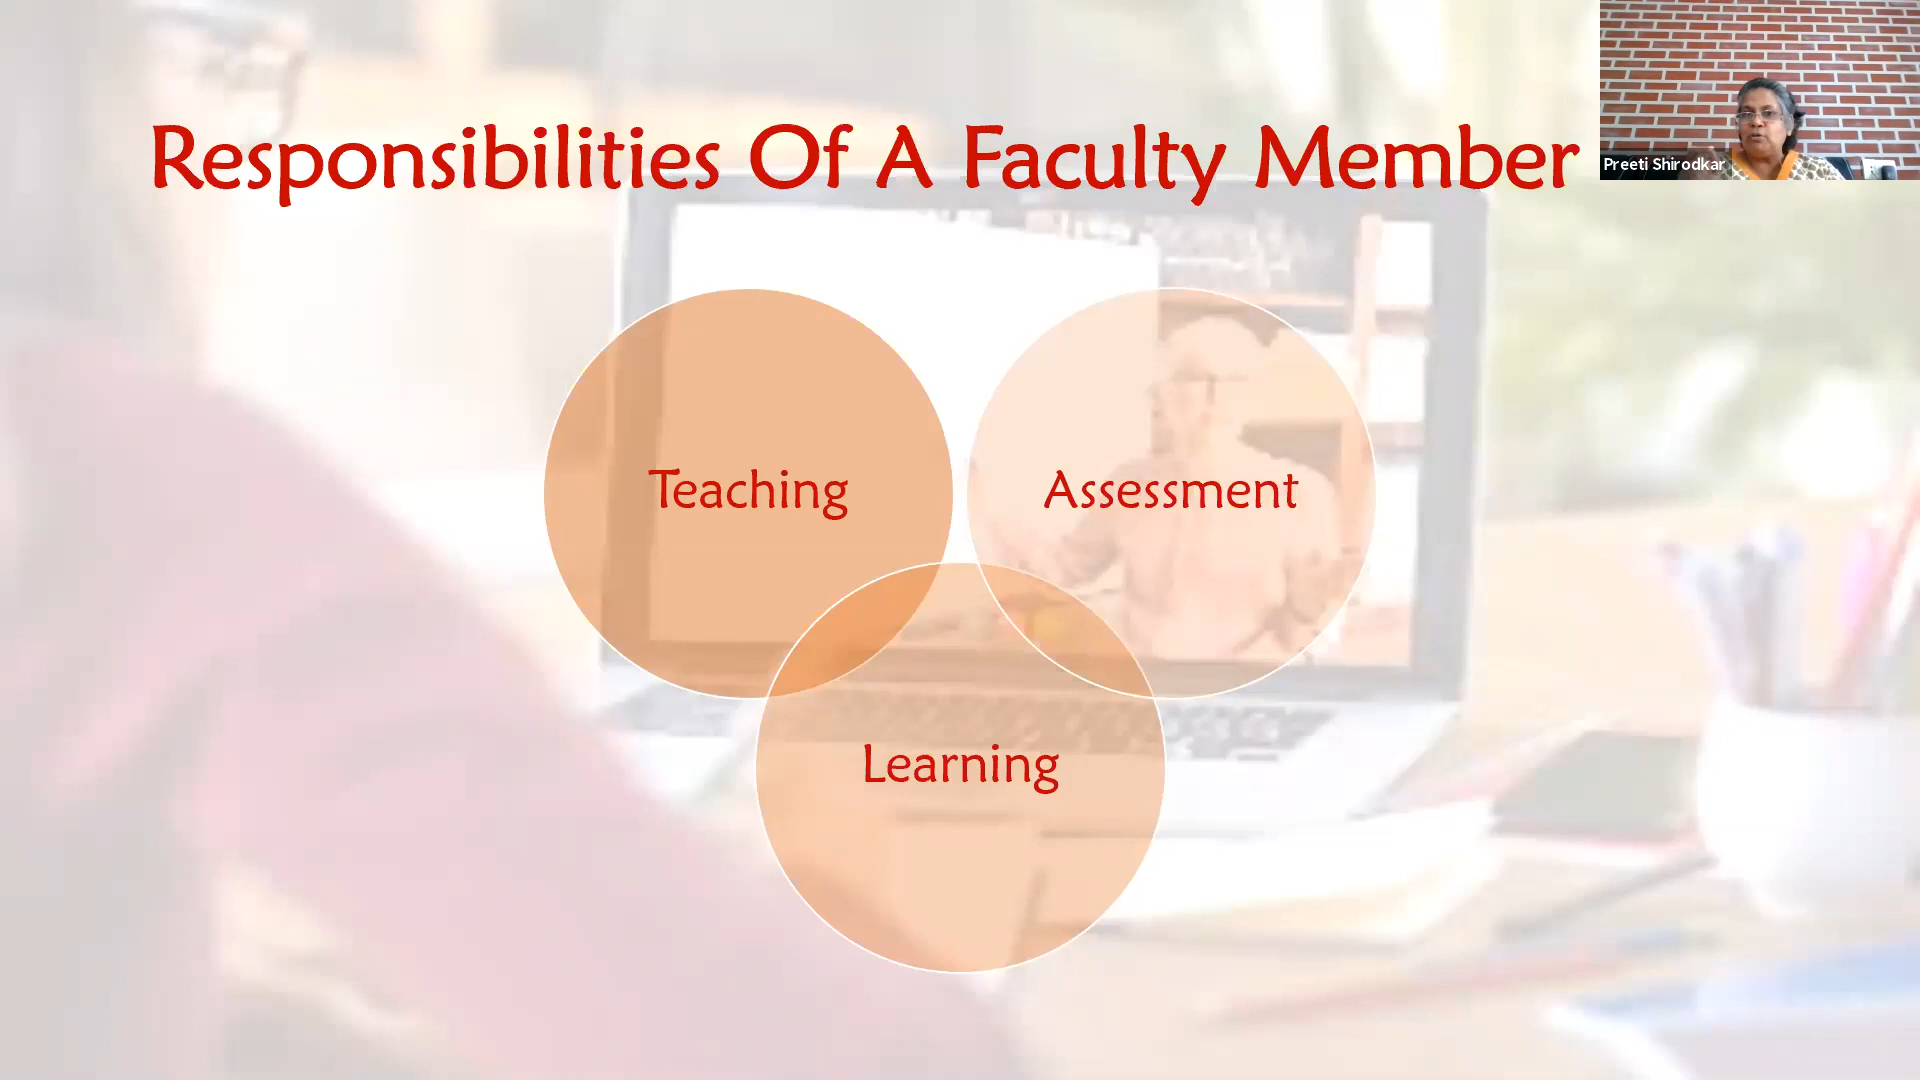 Responsibilities Of A Faculty Member
Preeti Shirodkar
Teaching
Assessment
Learning